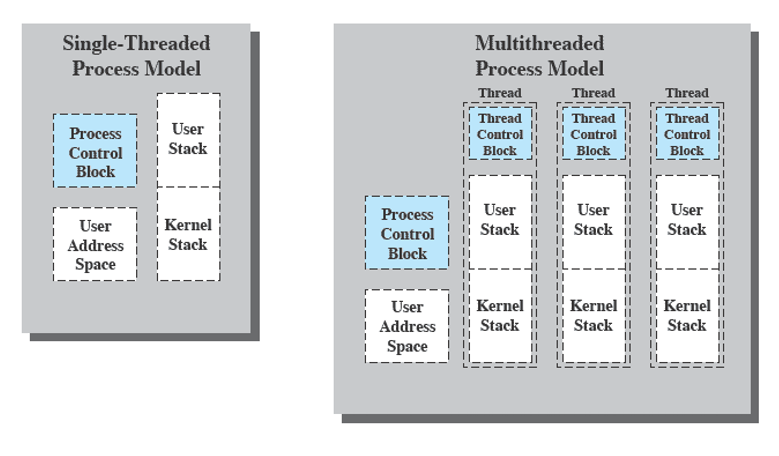 Single-Threaded
Process Model
Process
Control
Block
User
Stack
User
Address
Space
Kernel
Stack
Multithreaded
Process Model
Process
Control
Block
User
Address
Space
Thread
Thread
Control
Block
User
Stack
Kernel
Stack
Thread
Thread
Control
Block
User
Stack
Kernel
Stack
Thread
Thread
Control
Block
User
Stack
Kernel
Stack